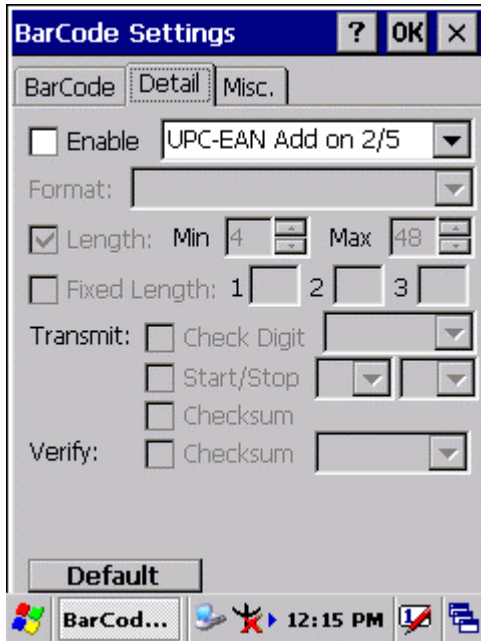 BarCode Settings ? OK ×
BarCode Detail Misc.
Enable UPC-EAN Add on 2/5
Format:
Length: Min 4 Max 48
Fixed Length: 1 2 3
Transmit: Check Digit
Start/Stop
Checksum
Verify: Checksum
Default
BarCod... 12:15 PM 1